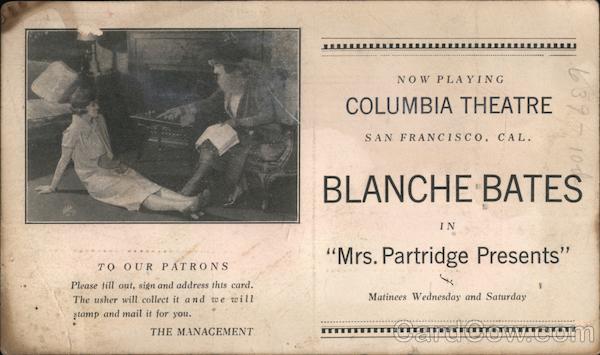 TO OUR PATRONS
Please fill out, sign and address this card.
The usher will collect it and we will
stamp and mail it for you.
THE MANAGEMENT
NOW PLAYING
COLUMBIA THEATRE
SAN FRANCISCO, CAL.
BLANCHE BATES
IN
"Mrs. Partridge Presents"
Matinees Wednesday and Saturday
CardCow.com